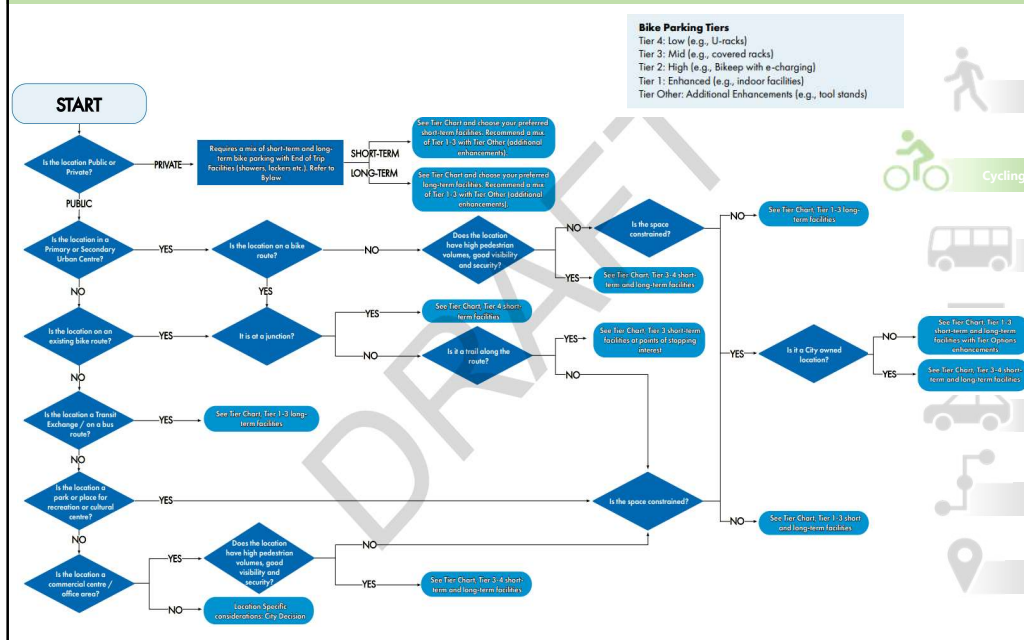 Bike Parking Tiers
Tier 4: Low (e.g., U-racks)
Tier 3: Mid (e.g., covered racks)
Tier 2: High (e.g., Bikeep with e-charging)
Tier 1: Enhanced (e.g., indoor facilities)
Tier Other: Additional Enhancements (e.g., tool stands)
START
Is the location Public or
Private?
PRIVATE
Requires a mix of short-term and long-
term bike parking with End of Trip
Facilities (showers, lockers etc.). Refer to
Bylaw
SHORT-TERM
See Tier Chart and choose your preferred
short-term facilities. Recommend a mix
of Tier 1-3 with Tier Other (additional
enhancements).
LONG-TERM
See Tier Chart and choose your preferred
long-term facilities. Recommend a mix
of Tier 1-3 with Tier Other (additional
enhancements).
PUBLIC
Is the location in a
Primary or Secondary
Urban Centre?
YES
Is the location on a bike
route?
NO
Does the location
have high pedestrian
volumes, good visibility
and security?
NO
Is the space
constrained?
NO
See Tier Chart, Tier 1-3 long-
term facilities
YES
See Tier Chart, Tier 3-4 short-
term and long-term facilities
Cycling
NO
YES
Is the location on an
existing bike route?
YES
It is at a junction?
YES
See Tier Chart, Tier 4 short-
term facilities
NO
Is it a trail along the
route?
YES
See Tier Chart, Tier 3 short-term
facilities at points of stopping
interest
NO
YES
Is it a City owned
location?
NO
See Tier Chart, Tier 1-3
short-term and long-term
facilities with Tier Options
enhancements
YES
See Tier Chart, Tier 3-4 short-
term and long-term facilities
NO
Is the location a Transit
Exchange / on a bus
route?
YES
See Tier Chart, Tier 1-3 long-
term facilities
NO
Is the location a
park or place for
recreation or cultural
centre?
YES
Is the space constrained?
NO
See Tier Chart, Tier 1-3 short
and long-term facilities
NO
Is the location a
commercial centre /
office area?
YES
Does the location
have high pedestrian
volumes, good
visibility and
security?
NO
YES
See Tier Chart, Tier 3-4 short-
term and long-term facilities
NO
Location Specific
considerations: City Decision
DRAFT